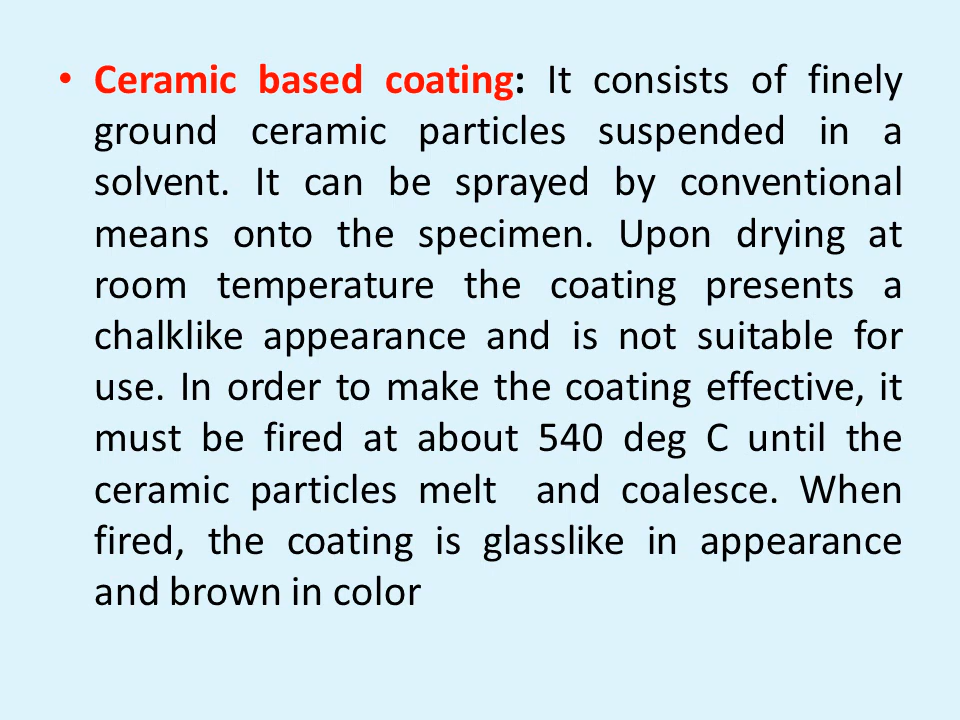 • Ceramic based coating: It consists of finely
ground ceramic particles suspended in a
solvent. It can be sprayed by conventional
means onto the specimen. Upon drying at
room temperature the coating presents a
chalklike appearance and is not suitable for
use. In order to make the coating effective, it
must be fired at about 540 deg C until the
ceramic particles melt  and coalesce. When
fired, the coating is glasslike in appearance
and brown in color